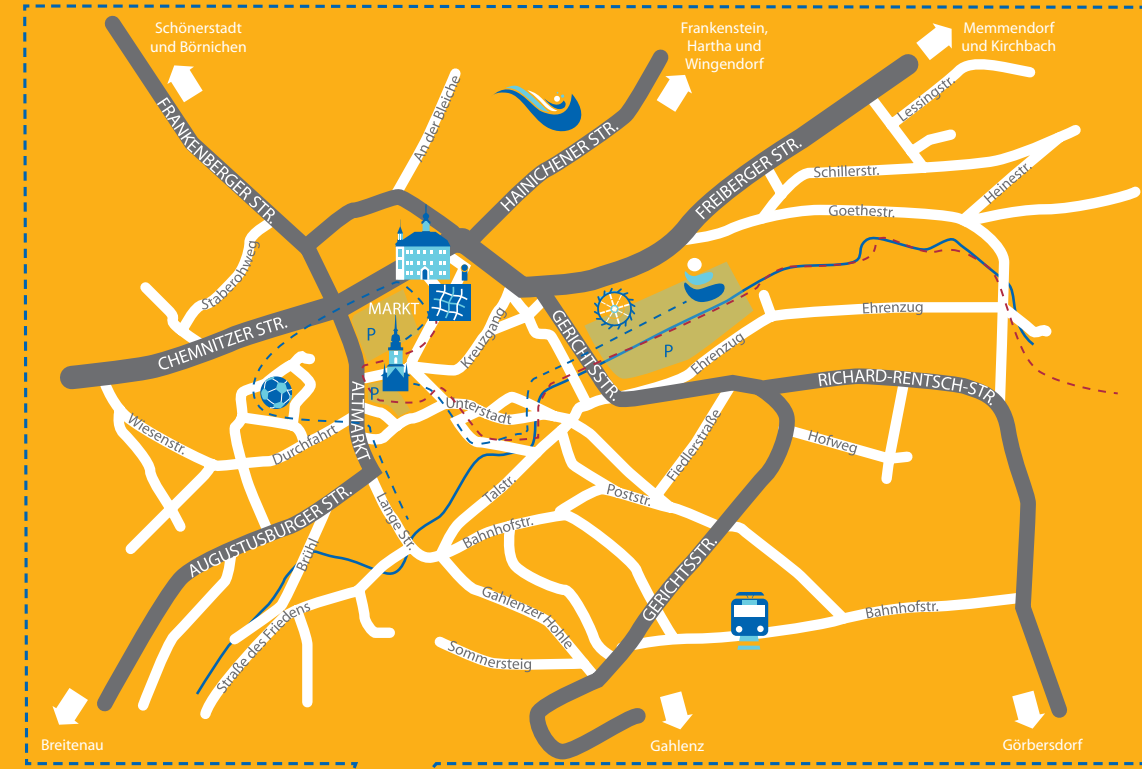 Schönerstadt
und Börnichen
Frankenstein,
Hartha und
Wingendorf
Memmendorf
und Kirchbach
FRANKENBERGER STR.
An der Bleiche
HAINICHENER STR.
FREIBERGER STR.
Lessingstr.
Schillerstr.
Heinestr.
Goethestr.
Staberohweg
CHEMNITZER STR.
MARKT
P
P
Kreuzgang
GERICHTSSTR.
P
Ehrenzug
Ehrenzug
RICHARD-RENTSCH-STR.
ALTMARKT
Unterstadt
Wiesenstr.
Durchfahrt
Fiedlerstraße
Hofweg
Talstr.
Poststr.
Lange Str.
Bahnhofstr.
AUGUSTUSBURGER STR.
Brühl
GERICHTSSTR.
Gahlenzer Hohle
Bahnhofstr.
Straße des Friedens
Sommersteig
Breitenau
Gahlenz
Görbersdorf